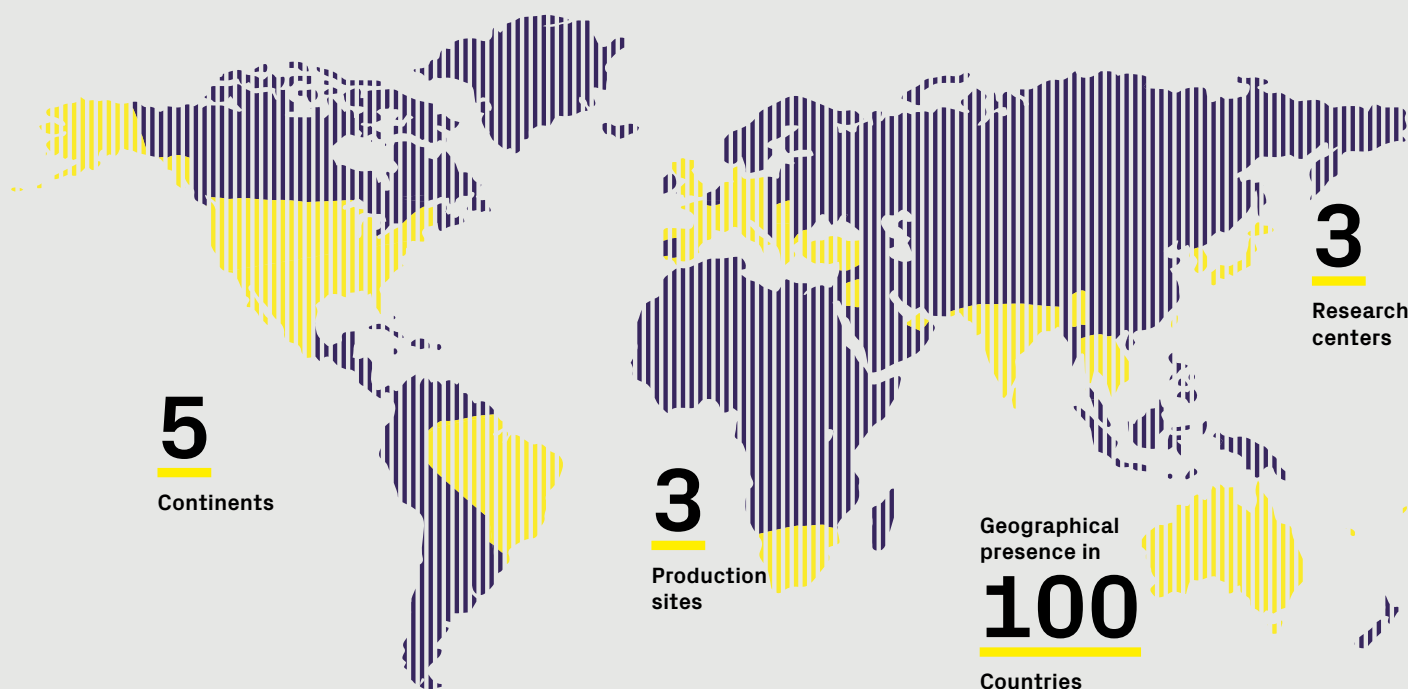 3
Research
centers
5
Continents
3
Production
sites
Geographical
presence in
100
Countries